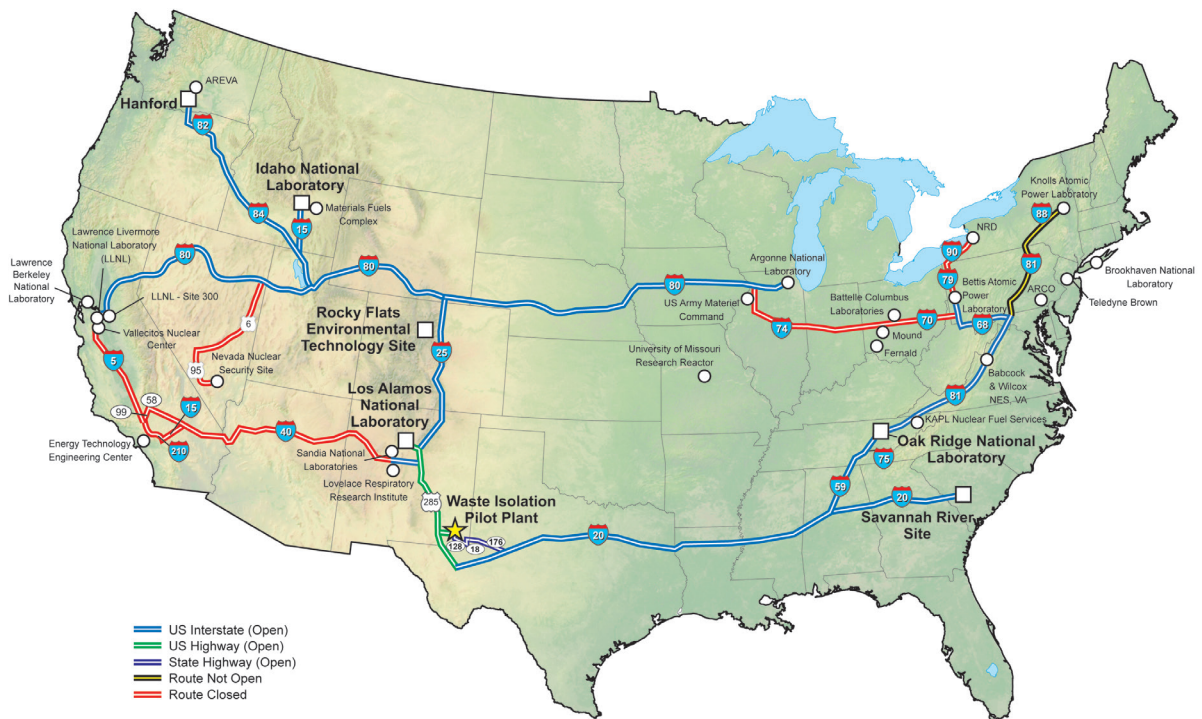 AREVA
Hanford
82
Idaho National
Laboratory
Materials Fuels
Complex
84
15
Lawrence Livermore
National Laboratory
(LLNL)
80
Lawrence
Berkeley
National
Laboratory
LLNL - Site 300
Vallecitos Nuclear
Center
80
6
95
Nevada Nuclear
Security Site
5
58
99
15
210
Energy Technology
Engineering Center
40
Rocky Flats
Environmental
Technology Site
25
Los Alamos
National
Laboratory
Sandia National
Laboratories
Lovelace Respiratory
Research Institute
285
Waste Isolation
Pilot Plant
128
18
176
20
80
Argonne National
Laboratory
US Army Materiel
Command
74
Battelle Columbus
Laboratories
70
Mound
Fernald
University of Missouri
Research Reactor
Knolls Atomic
Power Laboratory
88
NRD
90
79
81
Bettis Atomic
Power
Laboratory
68
ARCO
Brookhaven National
Laboratory
Teledyne Brown
Babcock
& Wilcox
NES, VA
81
KAPL Nuclear Fuel Services
Oak Ridge National
Laboratory
75
59
20
Savannah River
Site
US Interstate (Open)
US Highway (Open)
State Highway (Open)
Route Not Open
Route Closed